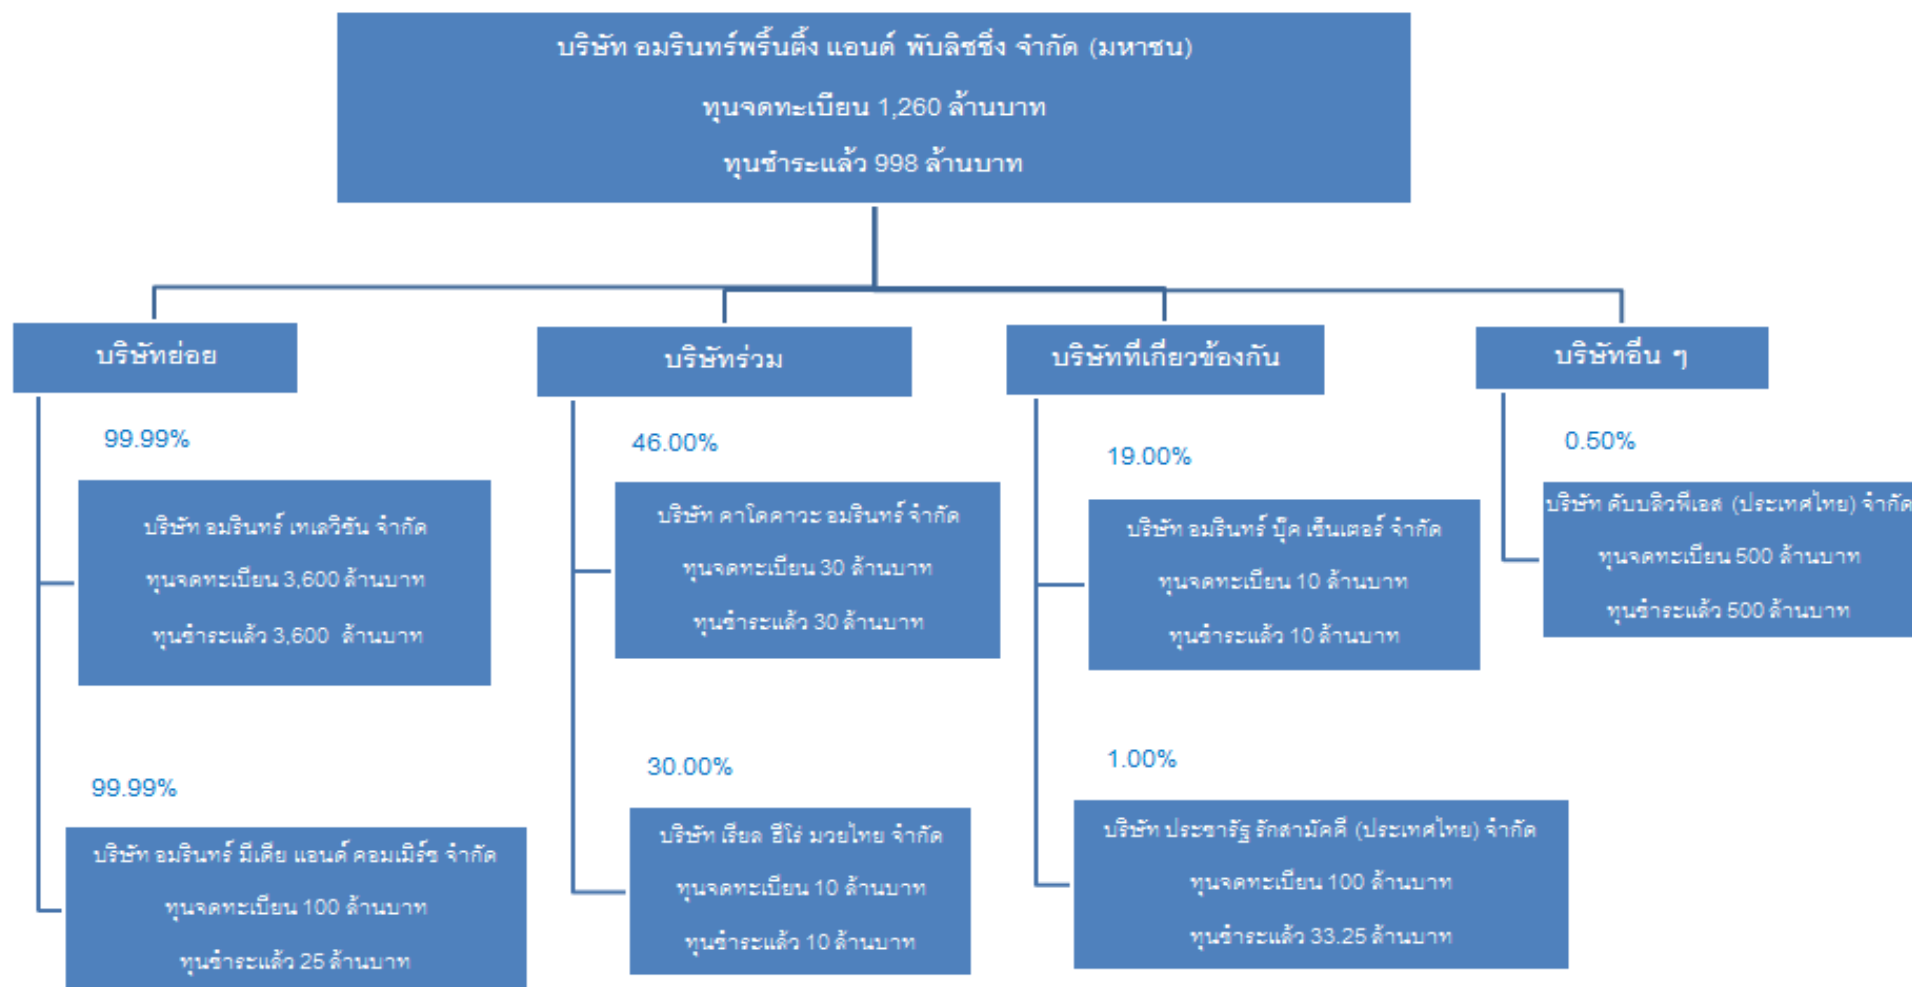 บริษัท อมรินทร์พริ้นติ้ง แอนด์ พับลิชชิ่ง จำกัด (มหาชน)
ทุนจดทะเบียน 1,260 ล้านบาท
ทุนชำระแล้ว 998 ล้านบาท
บริษัทย่อย
99.99%
บริษัท อมรินทร์ เทเลวิชัน จำกัด
ทุนจดทะเบียน 3,600 ล้านบาท
ทุนชำระแล้ว 3,600 ล้านบาท
99.99%
บริษัท อมรินทร์ มีเดีย แอนด์ คอมเมิร์ซ จำกัด
ทุนจดทะเบียน 100 ล้านบาท
ทุนชำระแล้ว 25 ล้านบาท
บริษัทร่วม
46.00%
บริษัท คาโดคาวะ อมรินทร์ จำกัด
ทุนจดทะเบียน 30 ล้านบาท
ทุนชำระแล้ว 30 ล้านบาท
30.00%
บริษัท เรียล ฮีโร่ มวยไทย จำกัด
ทุนจดทะเบียน 10 ล้านบาท
ทุนชำระแล้ว 10 ล้านบาท
บริษัทที่เกี่ยวข้องกัน
19.00%
บริษัท อมรินทร์ บุ๊ค เซ็นเตอร์ จำกัด
ทุนจดทะเบียน 10 ล้านบาท
ทุนชำระแล้ว 10 ล้านบาท
1.00%
บริษัท ประชารัฐ รักสามัคคี (ประเทศไทย) จำกัด
ทุนจดทะเบียน 100 ล้านบาท
ทุนชำระแล้ว 33.25 ล้านบาท
บริษัทอื่น ๆ
0.50%
บริษัท ดับบลิวพีเอส (ประเทศไทย) จำกัด
ทุนจดทะเบียน 500 ล้านบาท
ทุนชำระแล้ว 500 ล้านบาท